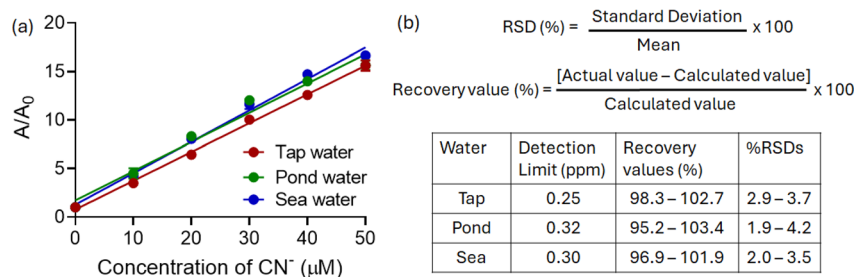 (a)
20
15
10
5
0
A/A₀
0 10 20 30 40 50
Concentration of CN⁻ (μM)
Tap water
Pond water
Sea water
(b)
RSD (%) = Standard Deviation / Mean x 100
Recovery value (%) = [Actual value – Calculated value] / Calculated value x 100
Water Detection Limit (ppm) Recovery values (%) %RSDs
Tap 0.25 98.3 – 102.7 2.9 – 3.7
Pond 0.32 95.2 – 103.4 1.9 – 4.2
Sea 0.30 96.9 – 101.9 2.0 – 3.5